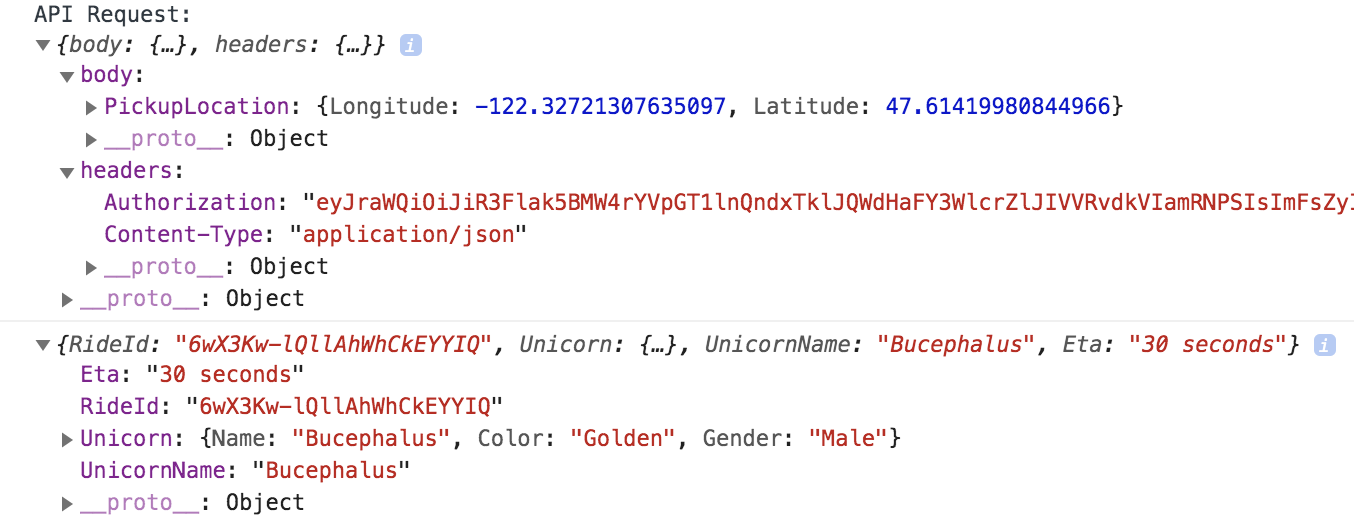 API Request:
▼{body: {…}, headers: {…}} i
▼body:
▶PickupLocation: {Longitude: -122.32721307635097, Latitude: 47.61419980844966}
▶__proto__: Object
▼headers:
Authorization: "eyJraWQiOiJiR3Flak5BMW4rYVpGT1lnQndxTklJQWdHaFY3WlcrZlJIVVRvdkVIamRNPSIsImFsZyI
Content-Type: "application/json"
▶__proto__: Object
▶__proto__: Object
▼{RideId: "6wX3Kw-lQllAhWhCkEYYIQ", Unicorn: {…}, UnicornName: "Bucephalus", Eta: "30 seconds"} i
Eta: "30 seconds"
RideId: "6wX3Kw-lQllAhWhCkEYYIQ"
▶Unicorn: {Name: "Bucephalus", Color: "Golden", Gender: "Male"}
UnicornName: "Bucephalus"
▶__proto__: Object